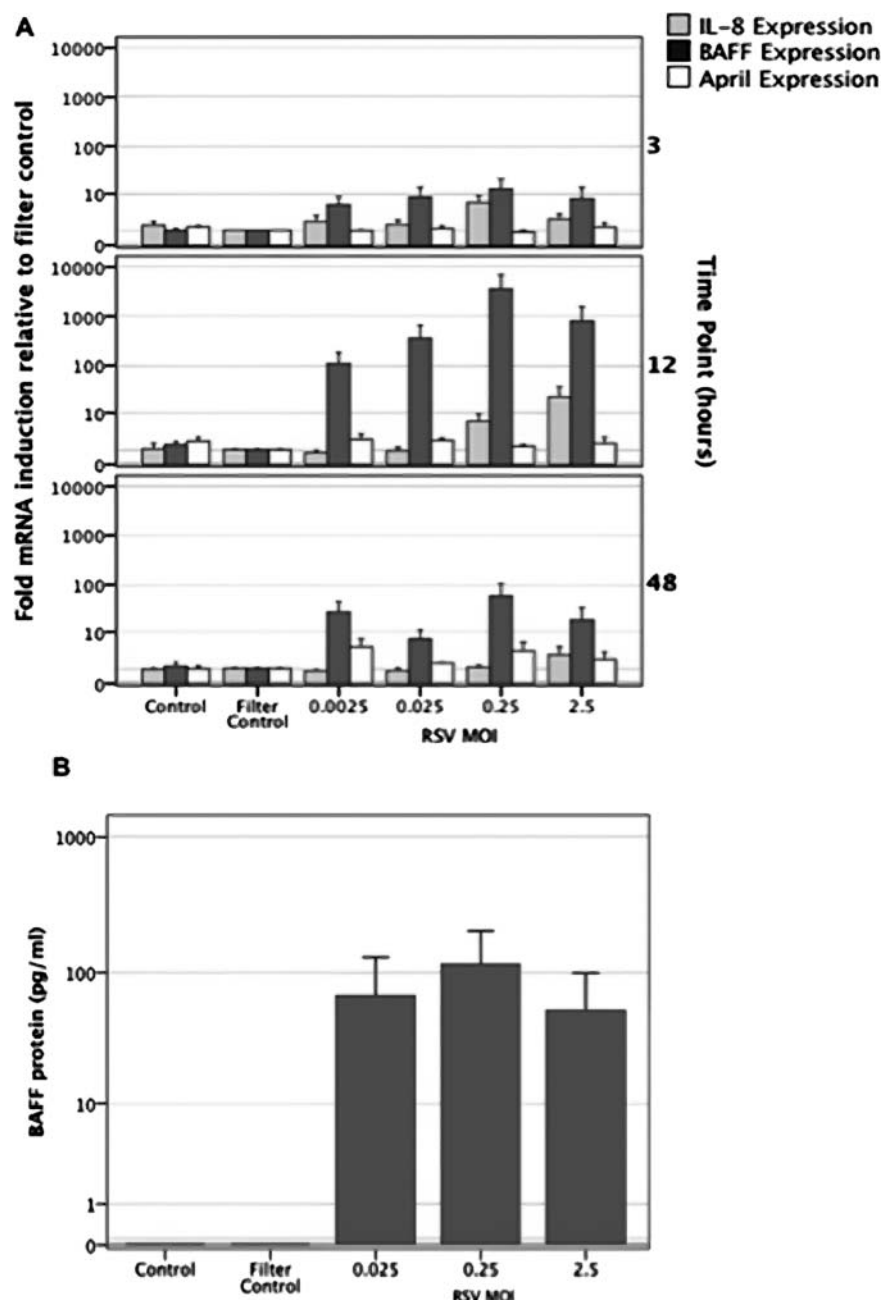 A
IL-8 Expression
BAFF Expression
April Expression
Fold mRNA induction relative to filter control
10000
1000
100
10
0
3
10000
1000
100
10
0
12
10000
1000
100
10
0
48
Time Point (hours)
Control
Filter
Control
0.0025
0.025
0.25
2.5
RSV MOI
B
BAFF protein (pg/ml)
1000
100
10
1
0
Control
Filter
Control
0.025
0.25
2.5
RSV MOI